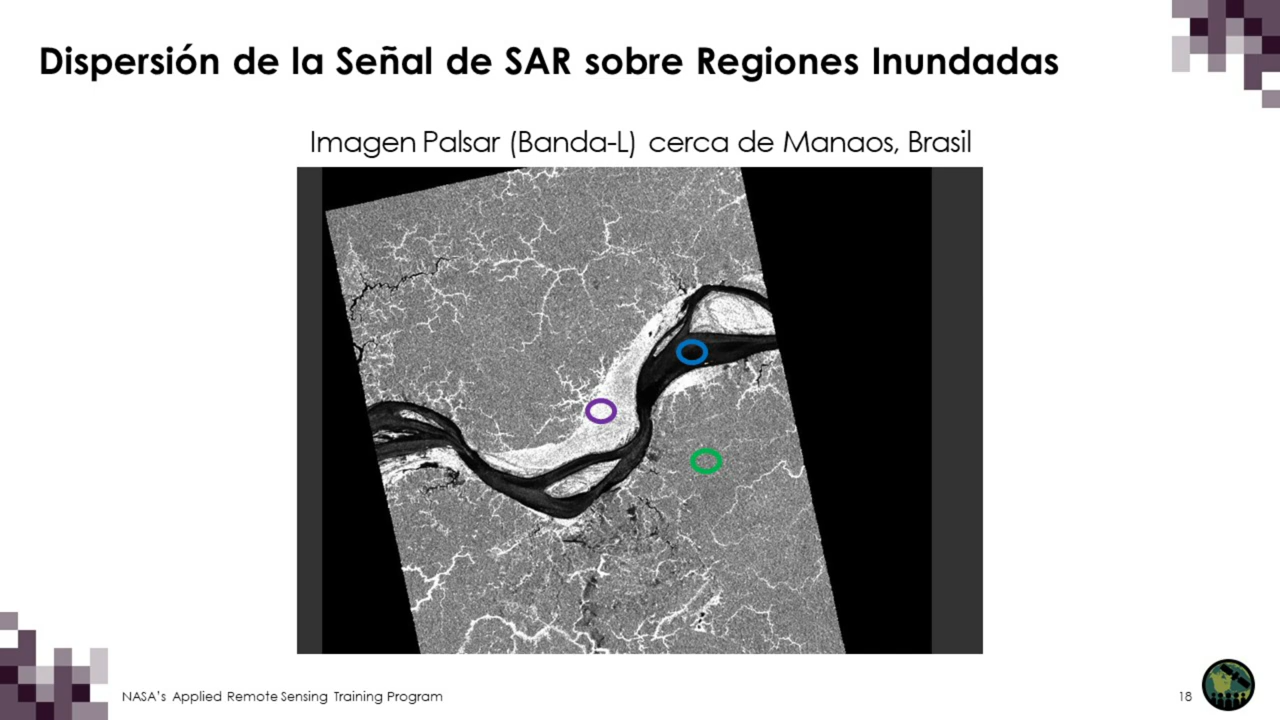 Dispersión de la Señal de SAR sobre Regiones Inundadas
Imagen Palsar (Banda-L) cerca de Manaos, Brasil
NASA's Applied Remote Sensing Training Program
18